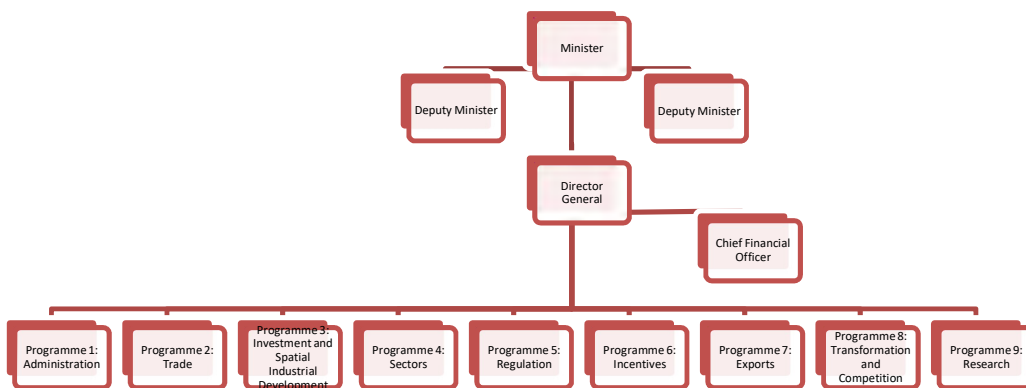 Minister
Deputy Minister
Deputy Minister
Director
General
Chief Financial
Officer
Programme 1:
Administration
Programme 2:
Trade
Programme 3:
Investment and
Spatial
Industrial
Development
Programme 4:
Sectors
Programme 5:
Regulation
Programme 6:
Incentives
Programme 7:
Exports
Programme 8:
Transformation
and
Competition
Programme 9:
Research